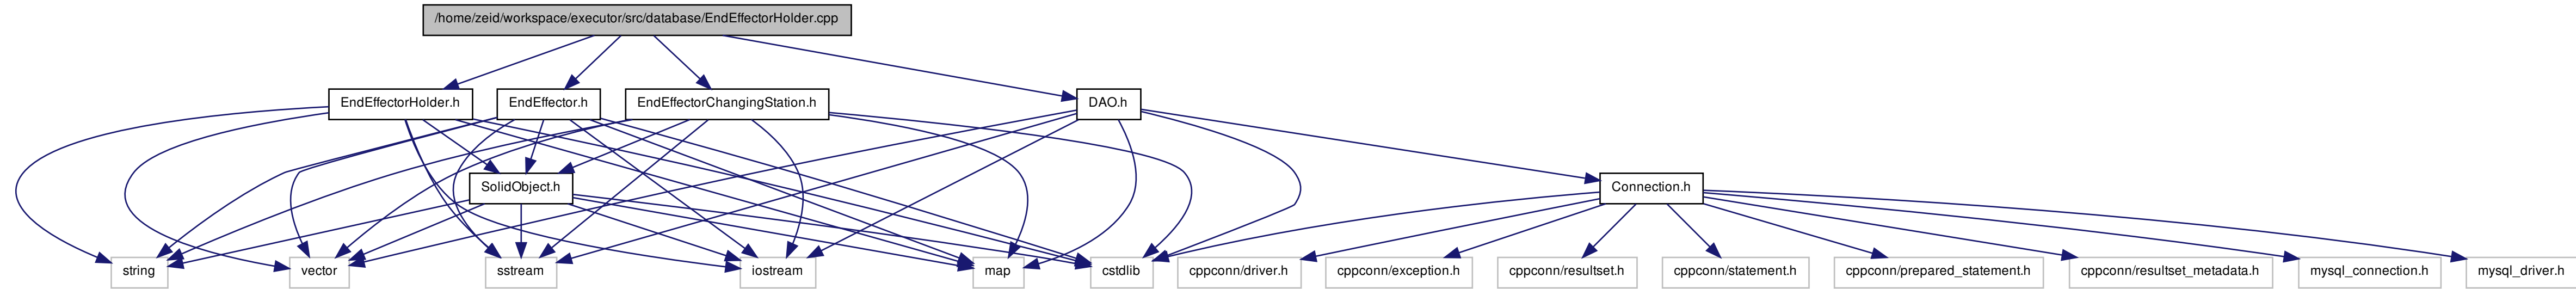 /home/zeid/workspace/executor/src/database/EndEffectorHolder.cpp
EndEffectorHolder.h
EndEffector.h
EndEffectorChangingStation.h
DAO.h
SolidObject.h
Connection.h
string
vector
sstream
iostream
map
cstdlib
cppconn/driver.h
cppconn/exception.h
cppconn/resultset.h
cppconn/statement.h
cppconn/prepared_statement.h
cppconn/resultset_metadata.h
mysql_connection.h
mysql_driver.h